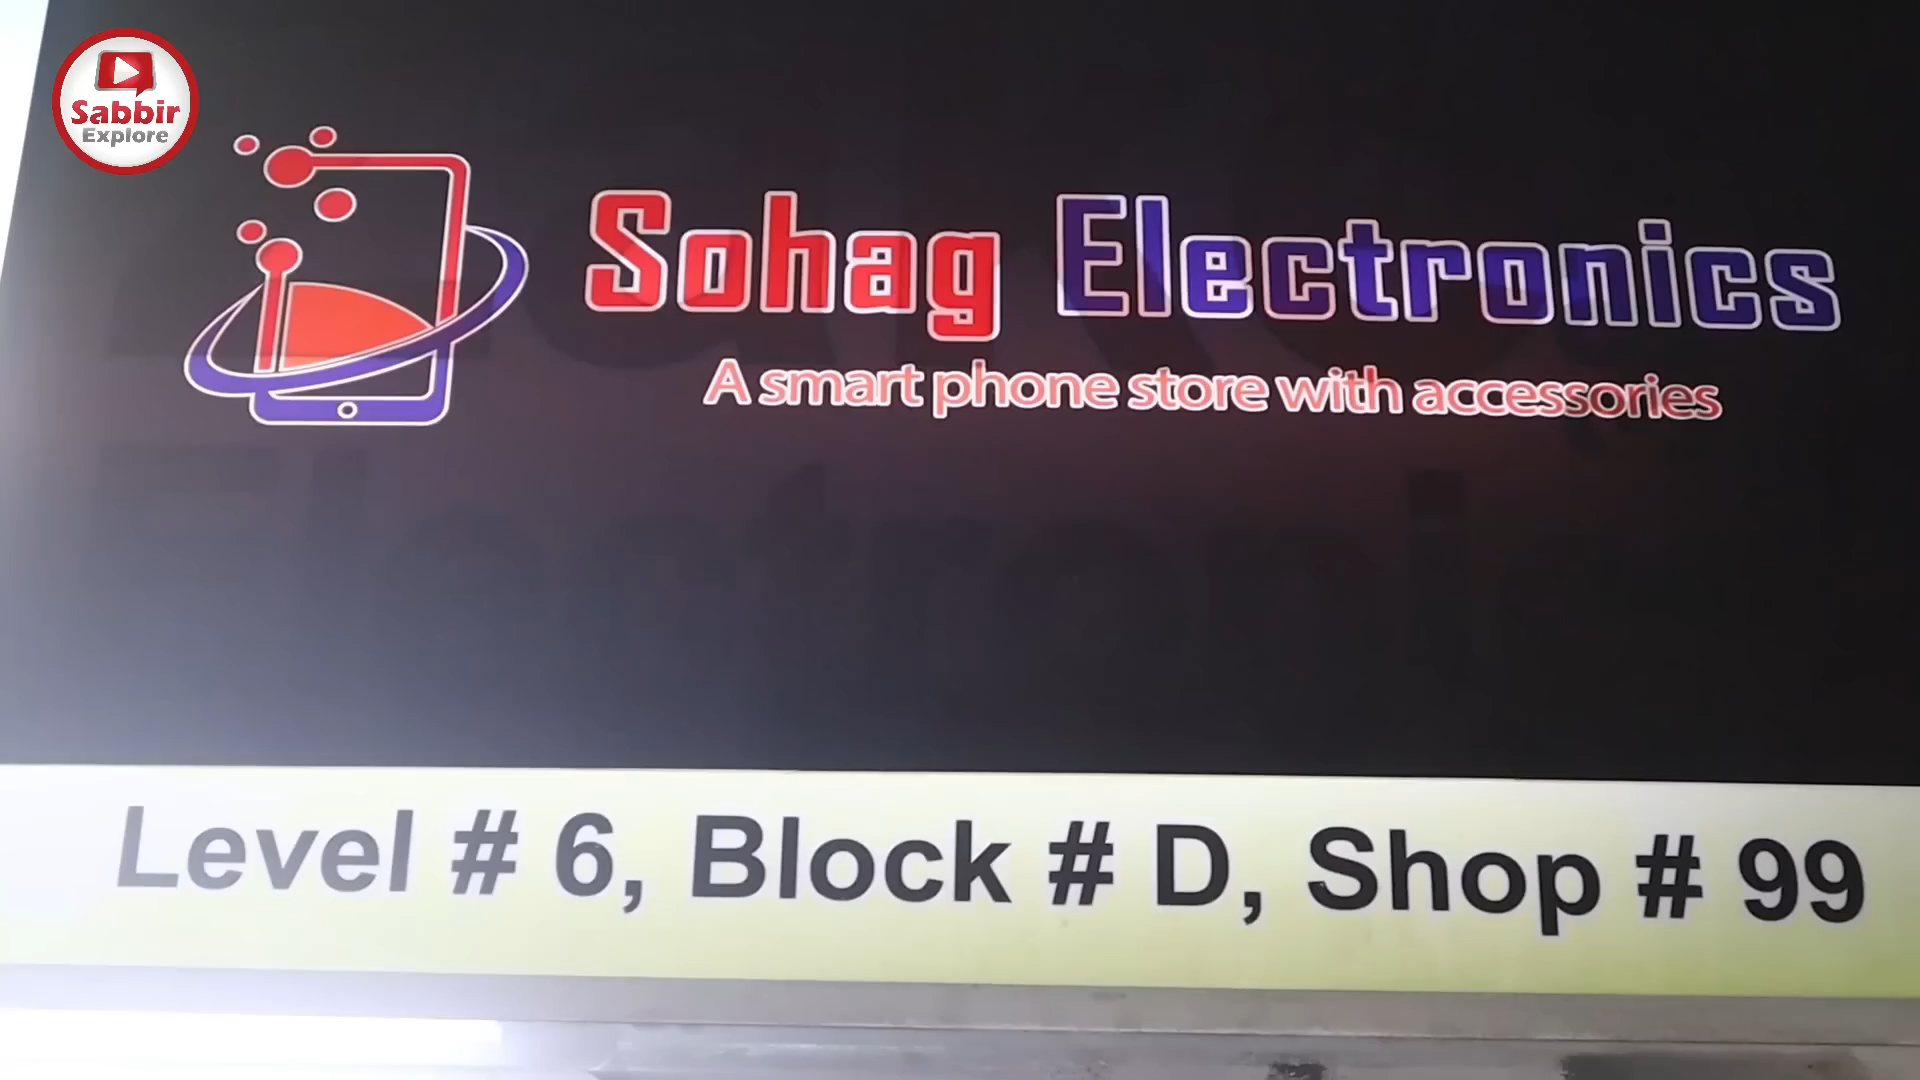 Sabbir
Explore
Sohag Electronics
A smart phone store with accessories
Level # 6, Block # D, Shop # 99